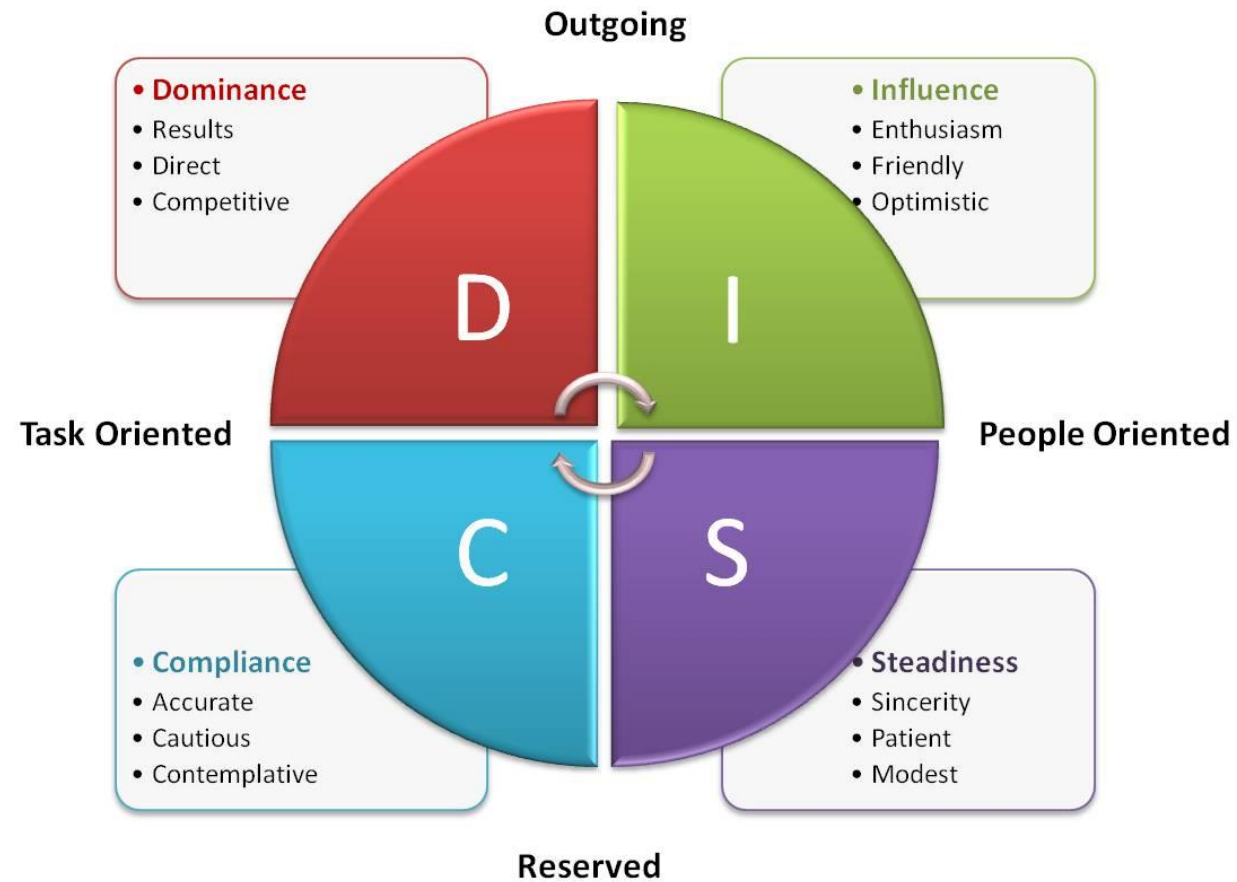 Outgoing
• Dominance
• Results
• Direct
• Competitive
• Influence
• Enthusiasm
• Friendly
• Optimistic
D
I
Task Oriented
People Oriented
C
S
• Compliance
• Accurate
• Cautious
• Contemplative
• Steadiness
• Sincerity
• Patient
• Modest
Reserved